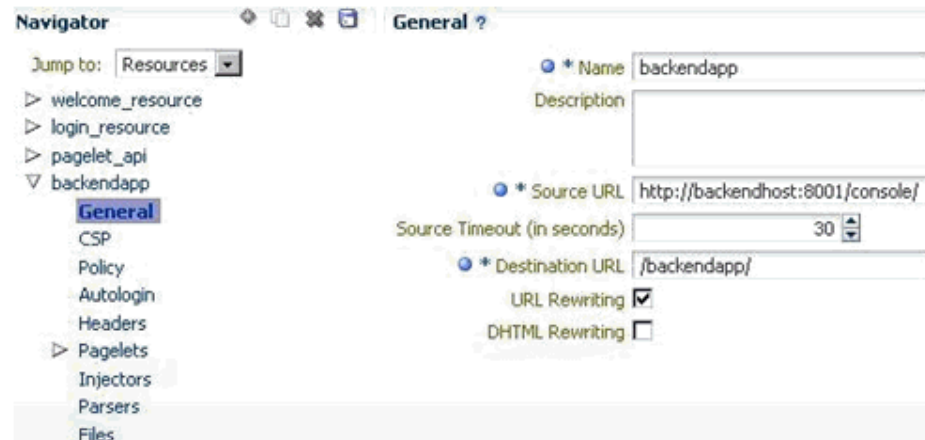 Navigator
Jump to: Resources
welcome_resource
login_resource
pagelet_api
backendapp
General
CSP
Policy
Autologin
Headers
Pagelets
Injectors
Parsers
Files
General ?
* Name backendapp
Description
* Source URL http://backendhost:8001/console/
Source Timeout (in seconds) 30
* Destination URL /backendapp/
URL Rewriting
DHTML Rewriting